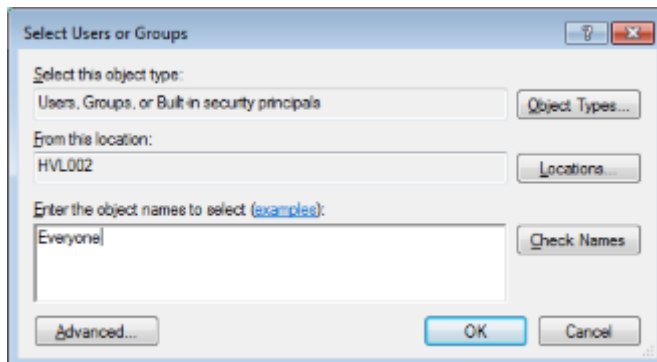 Select Users or Groups
Select this object type:
Users, Groups, or Built-in security principals
Object Types...
From this location:
HVL002
Locations...
Enter the object names to select (examples):
Everyone
Check Names
Advanced...
OK
Cancel